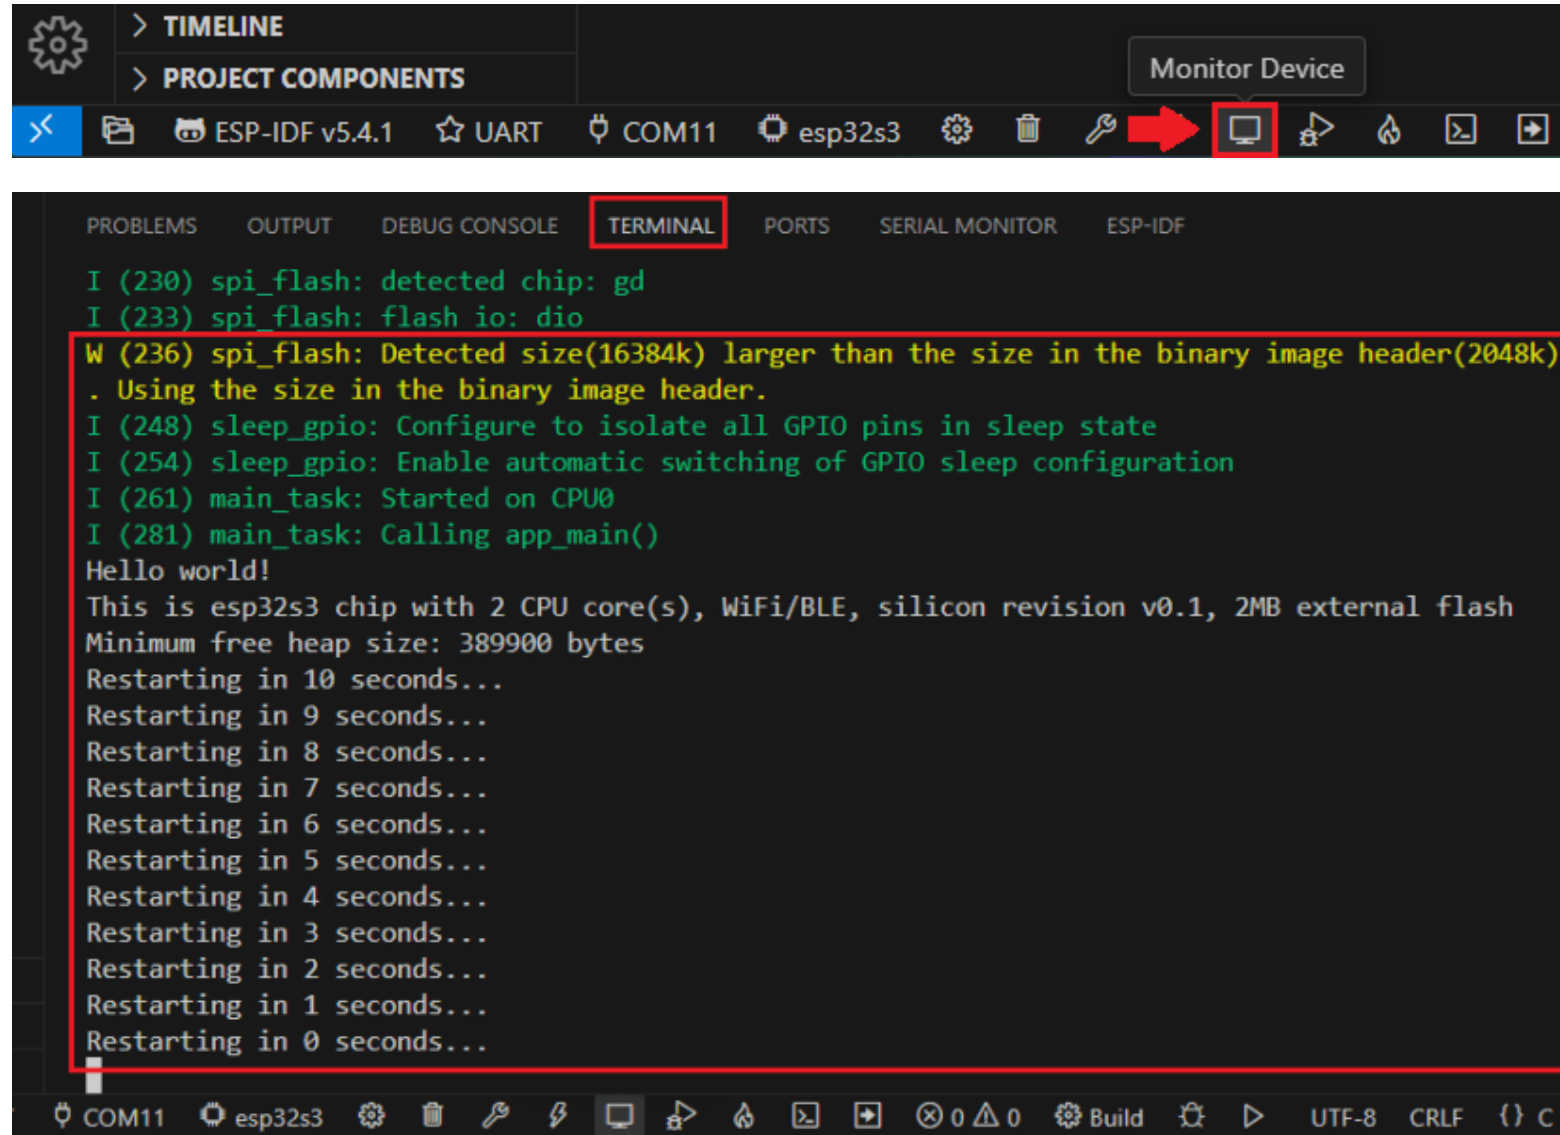 TIMELINE
PROJECT COMPONENTS
Monitor Device
ESP-IDF v5.4.1 UART COM11 esp32s3
PROBLEMS OUTPUT DEBUG CONSOLE TERMINAL PORTS SERIAL MONITOR ESP-IDF
I (230) spi_flash: detected chip: gd
I (233) spi_flash: flash io: dio
W (236) spi_flash: Detected size(16384k) larger than the size in the binary image header(2048k)
. Using the size in the binary image header.
I (248) sleep_gpio: Configure to isolate all GPIO pins in sleep state
I (254) sleep_gpio: Enable automatic switching of GPIO sleep configuration
I (261) main_task: Started on CPU0
I (281) main_task: Calling app_main()
Hello world!
This is esp32s3 chip with 2 CPU core(s), WiFi/BLE, silicon revision v0.1, 2MB external flash
Minimum free heap size: 389900 bytes
Restarting in 10 seconds...
Restarting in 9 seconds...
Restarting in 8 seconds...
Restarting in 7 seconds...
Restarting in 6 seconds...
Restarting in 5 seconds...
Restarting in 4 seconds...
Restarting in 3 seconds...
Restarting in 2 seconds...
Restarting in 1 seconds...
Restarting in 0 seconds...
COM11 esp32s3 0 0 Build UTF-8 CRLF {} C